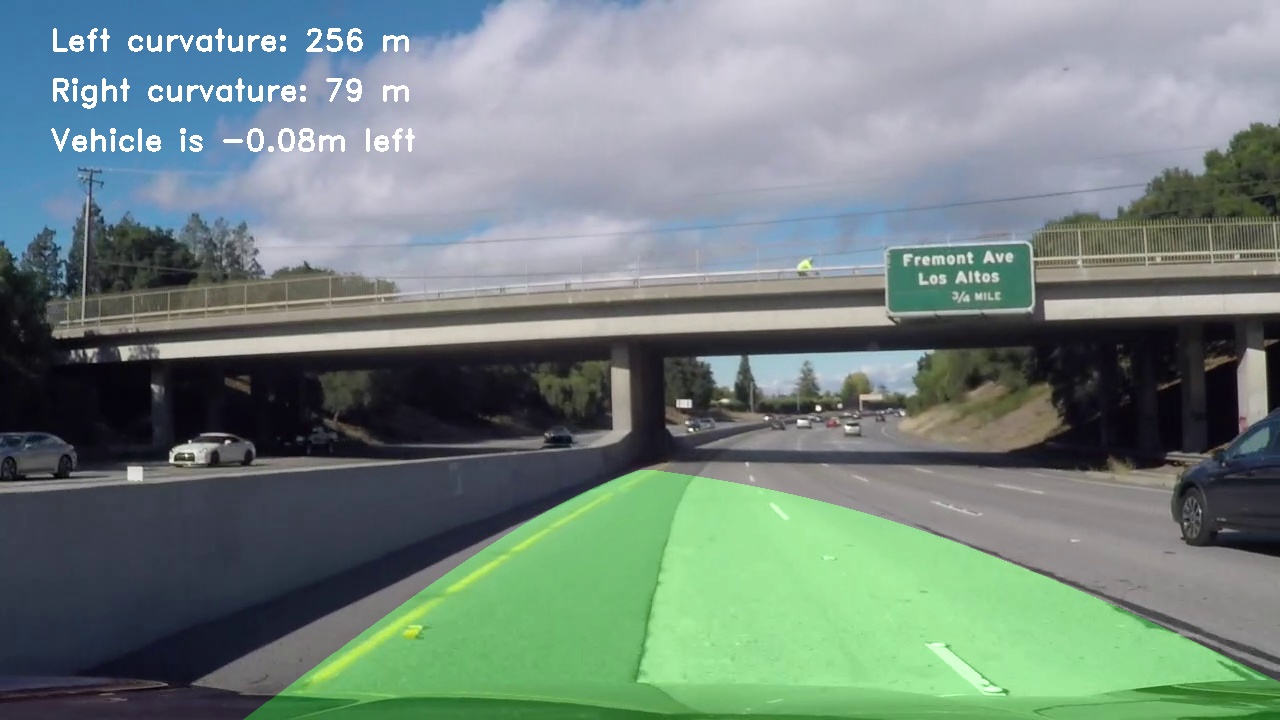 Left curvature: 256 m
Right curvature: 79 m
Vehicle is -0.08m left
Fremont Ave
Los Altos
3/4 MILE